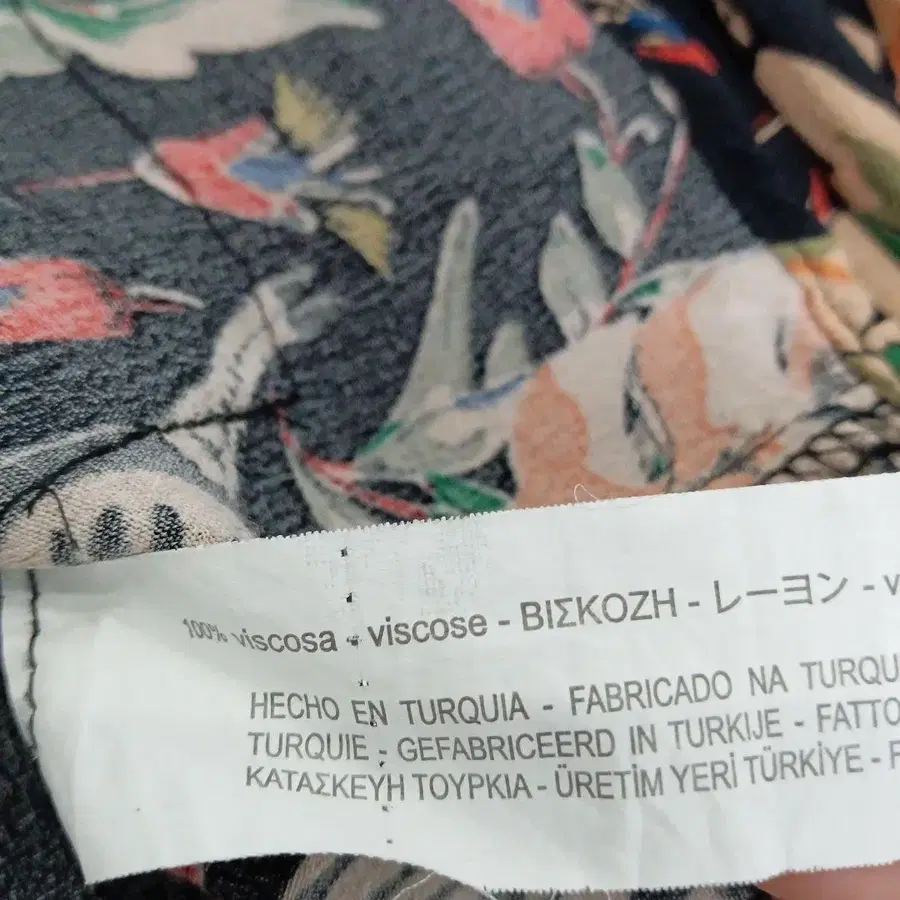 100% viscosa - viscose - ΒΙΣΚΟΖΗ - レーヨン -
HECHO EN TURQUIA - FABRICADO NA
TURQUIE - GEFABRICEERD IN TURKIJE - FATTO
ΚΑΤΑΣΚΕΥΗ ΤΟΥΡΚΙΑ - ÜRETİM YERİ TÜRKİYE -